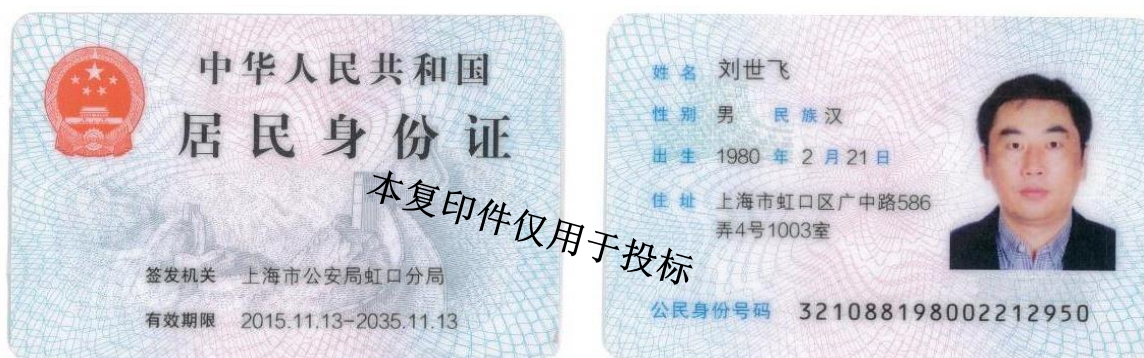 中华人民共和国
居民身份证
签发机关 上海市公安局虹口分局
有效期限 2015.11.13-2035.11.13
本复印件仅用于投标
姓名 刘世飞
性别 男 民族 汉
出生 1980 年 2 月 21 日
住址 上海市虹口区广中路586
弄4号1003室
公民身份号码 321088198002212950